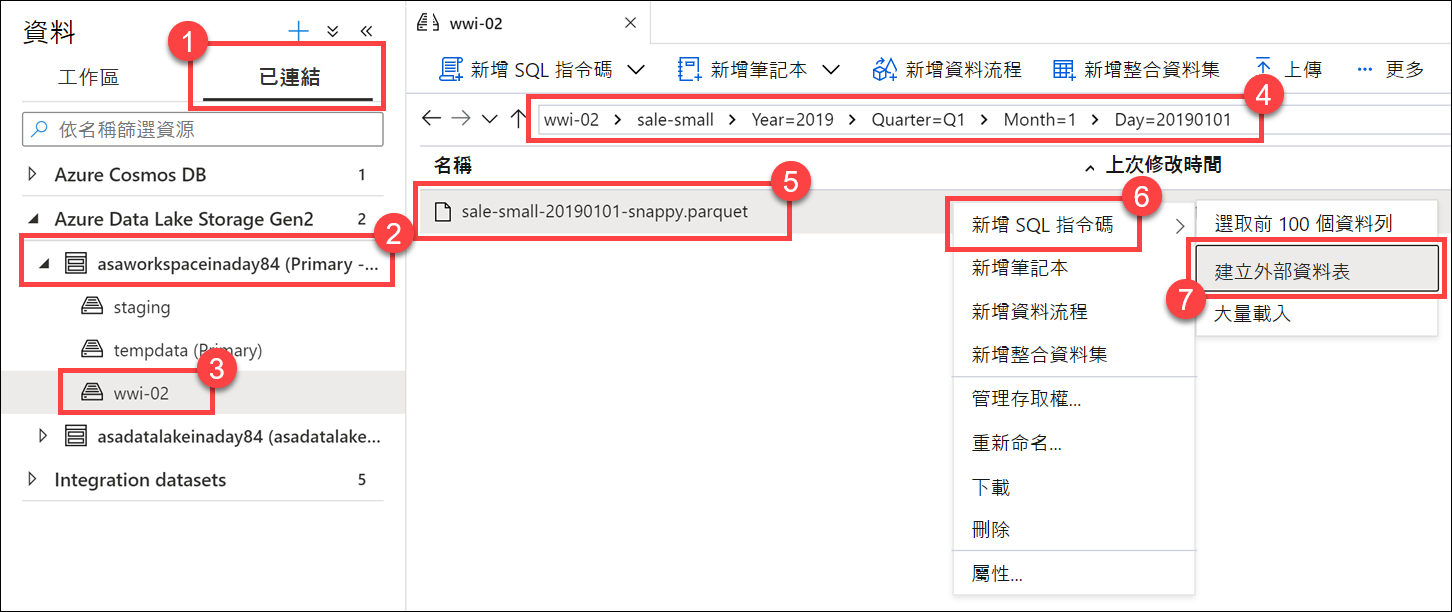 資料
1
工作區
已連結
依名稱篩選資源
Azure Cosmos DB 1
Azure Data Lake Storage Gen2 2
2
asaworkspaceinaday84 (Primary -...
staging
tempdata (Primary)
3
wwi-02
asadatalakeinaday84 (asadatalake...
Integration datasets 5
wwi-02
新增 SQL 指令碼
新增筆記本
新增資料流程
新增整合資料集
上傳
... 更多
4
wwi-02 > sale-small > Year=2019 > Quarter=Q1 > Month=1 > Day=20190101
名稱
上次修改時間
5
sale-small-20190101-snappy.parquet
6
新增 SQL 指令碼
新增筆記本
新增資料流程
新增整合資料集
管理存取權...
重新命名...
下載
刪除
屬性...
選取前 100 個資料列
建立外部資料表
7
大量載入